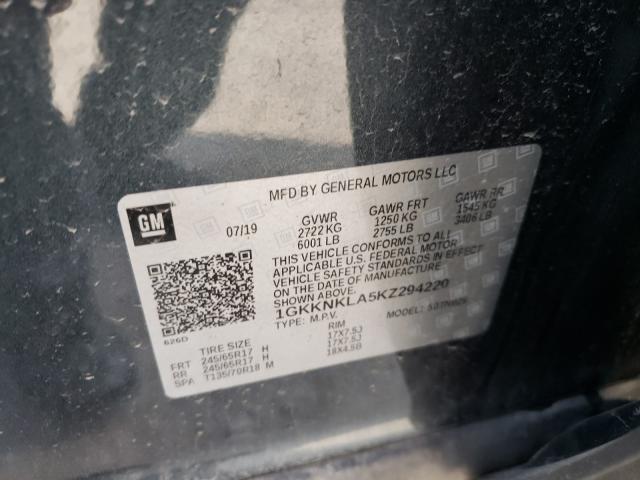 MFD BY GENERAL MOTORS LLC
GM
07/19
GVWR GAWR FRT GAWR RR
2722 KG 1250 KG 1545 KG
6001 LB 2755 LB 3406 LB
THIS VEHICLE CONFORMS TO ALL
APPLICABLE U.S. FEDERAL MOTOR
VEHICLE SAFETY STANDARDS IN EFFECT
ON THE DATE OF MANUFACTURE
SHOWN ABOVE.
1GKKNKLA5KZ294220
TYPE: M.P.V. MODEL:
626D
TIRE SIZE RIM
FRT 245/65R17 H 17X7.5J
RR 245/65R17 H 17X7.5J
SPA T135/70R18 M 18X4.5B